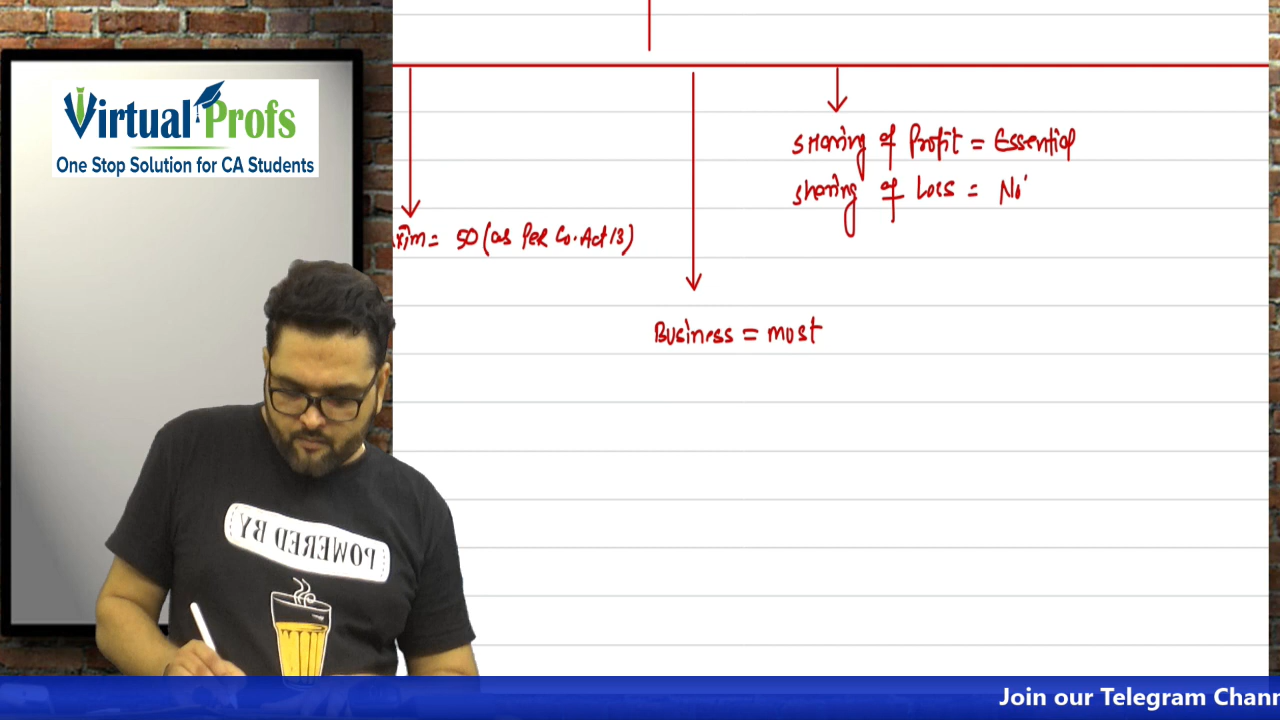 Virtual Profs
One Stop Solution for CA Students
Sharing of Profit = Essential
Sharing of Loss = No
xim = 50 (as Per Co. Act 13)
Business = must
POWERED BY
Join our Telegram Chann